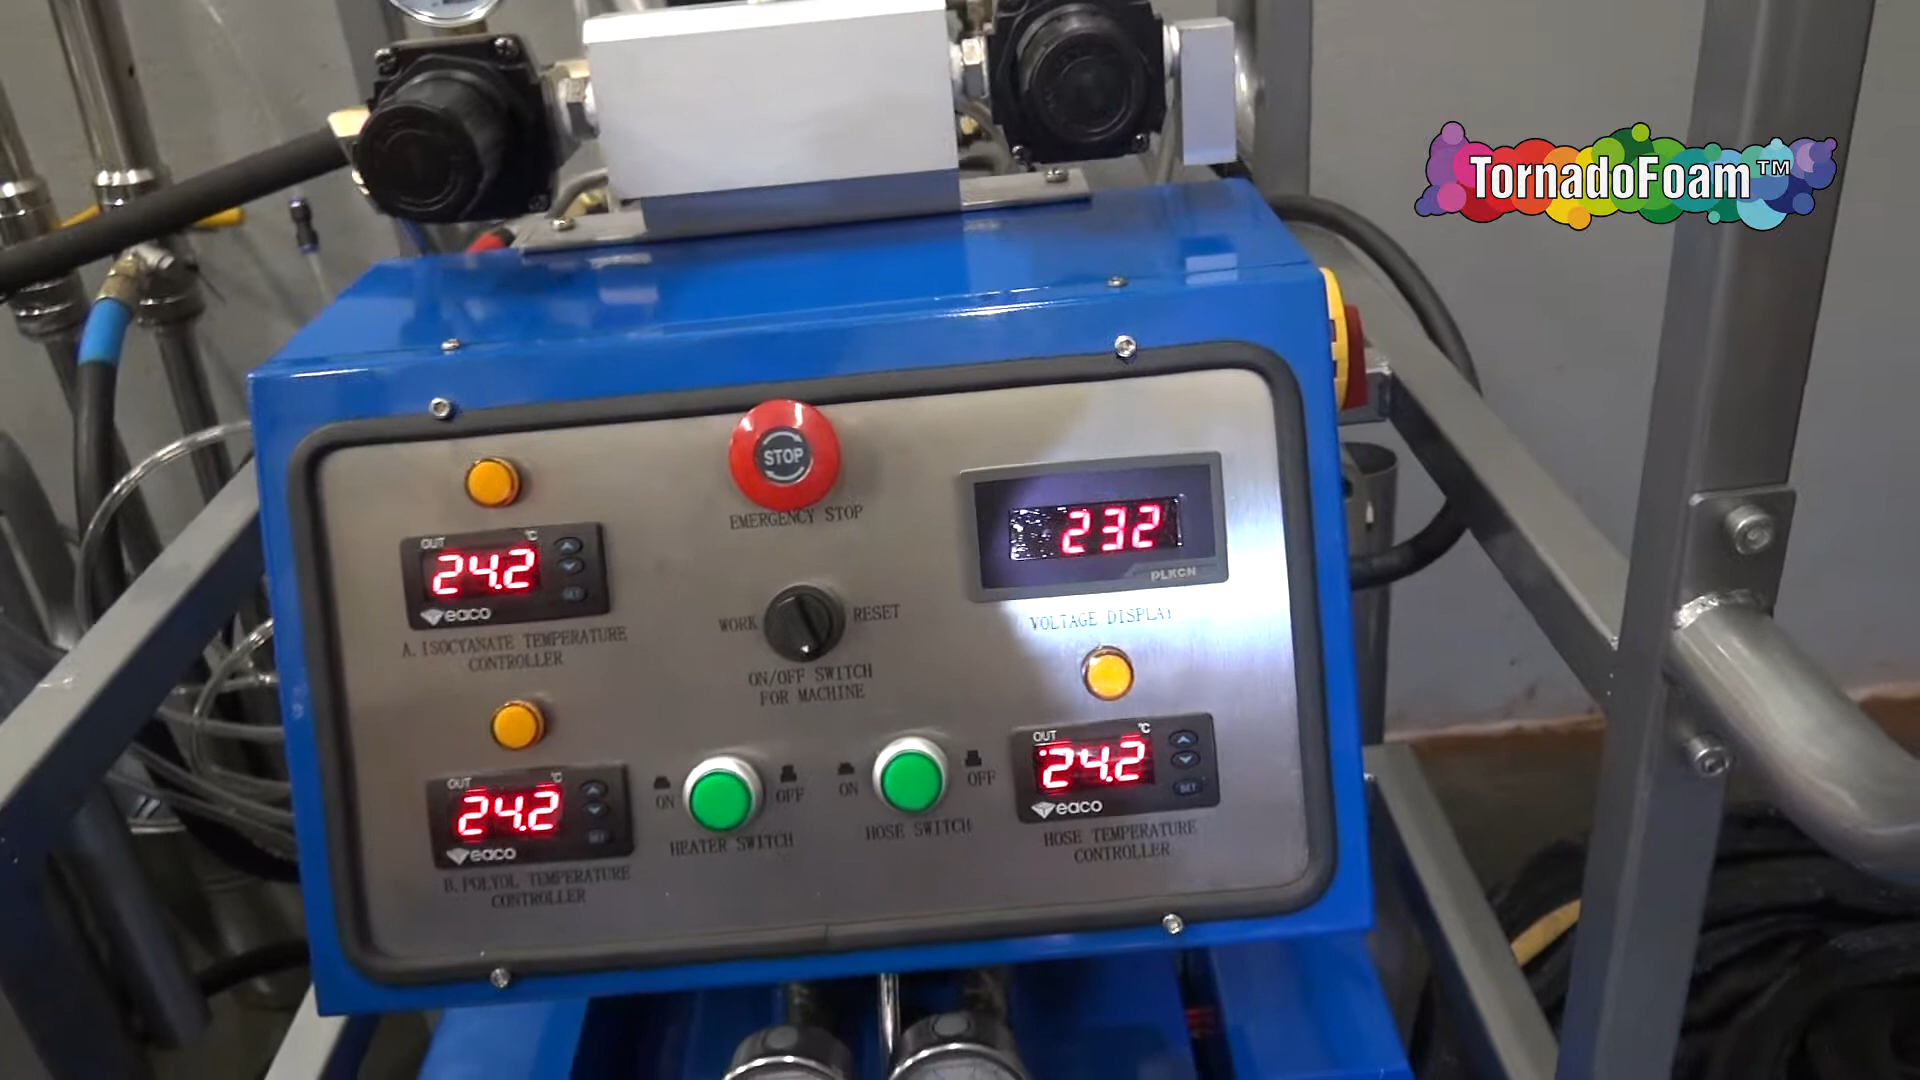 TornadoFoam™
STOP
EMERGENCY STOP
OUT °C
24.2
SET
eaco
A.ISOCYANATE TEMPERATURE
CONTROLLER
232
PLKCN
VOLTAGE DISPLAY
WORK RESET
ON/OFF SWITCH
FOR MACHINE
OUT °C
24.2
SET
eaco
B.POLYOL TEMPERATURE
CONTROLLER
ON OFF
HEATER SWITCH
ON OFF
HOSE SWITCH
OUT °C
24.2
SET
eaco
HOSE TEMPERATURE
CONTROLLER